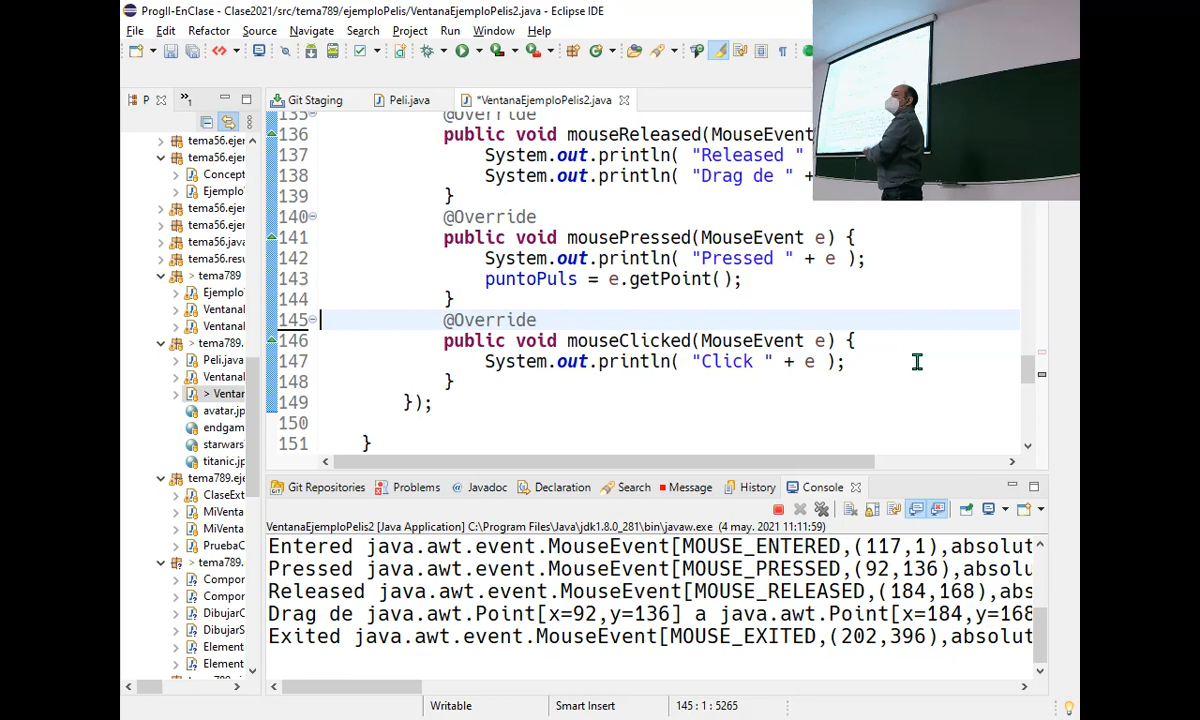 ProgII-EnClase - Clase2021/src/tema789/ejemploPelis/VentanaEjemploPelis2.java - Eclipse IDE
File Edit Refactor Source Navigate Search Project Run Window Help
P
1
Git Staging
Peli.java
*VentanaEjemploPelis2.java
tema56.ejer
tema56.ejer
Concept
Ejemplo
tema56.ejer
tema56.ejer
tema56.java
tema56.resu
> tema789
Ejemplo
Ventana
Ventana
> tema789.
Peli.java
Ventanal
> Ventar
avatar.jp
endgam
starwars
titanic.jp
tema789.eje
ClaseExt
MiVenta
MiVenta
PruebaC
> tema789.
Compor
Compor
DibujarC
DibujarS
Element
Element
135 @Override
136 public void mouseReleased(MouseEvent
137 System.out.println( "Released "
138 System.out.println( "Drag de " +
139 }
140 @Override
141 public void mousePressed(MouseEvent e) {
142 System.out.println( "Pressed " + e );
143 puntoPuls = e.getPoint();
144 }
145 @Override
146 public void mouseClicked(MouseEvent e) {
147 System.out.println( "Click " + e );
148 }
149 });
150
151 }
Git Repositories Problems Javadoc Declaration Search Message History Console
VentanaEjemploPelis2 [Java Application] C:\Program Files\Java\jdk1.8.0_281\bin\javaw.exe (4 may. 2021 11:11:59)
Entered java.awt.event.MouseEvent[MOUSE_ENTERED,(117,1),absolut
Pressed java.awt.event.MouseEvent[MOUSE_PRESSED,(92,136),absolut
Released java.awt.event.MouseEvent[MOUSE_RELEASED,(184,168),abs
Drag de java.awt.Point[x=92,y=136] a java.awt.Point[x=184,y=168
Exited java.awt.event.MouseEvent[MOUSE_EXITED,(202,396),absolut
Writable
Smart Insert
145 : 1 : 5265